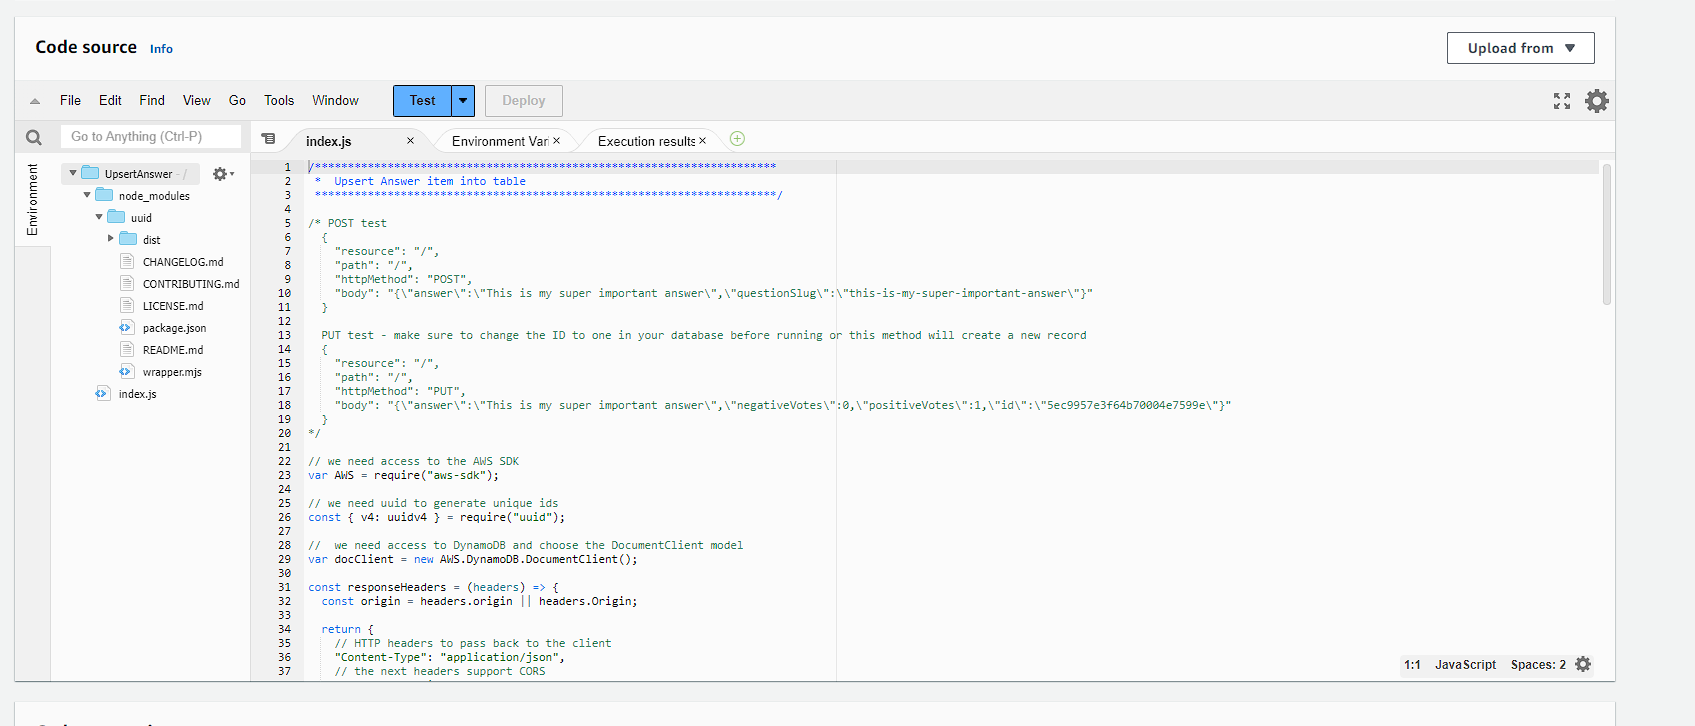 Code source Info
Upload from
File Edit Find View Go Tools Window Test Deploy
Go to Anything (Ctrl-P)
index.js × Environment Vari × Execution results ×
Environment
UpsertAnswer - /
node_modules
uuid
dist
CHANGELOG.md
CONTRIBUTING.md
LICENSE.md
package.json
README.md
wrapper.mjs
index.js
1 /**********************************************************************
2 * Upsert Answer item into table
3 **********************************************************************/
4
5 /* POST test
6 {
7 "resource": "/",
8 "path": "/",
9 "httpMethod": "POST",
10 "body": "{\"answer\":\"This is my super important answer\",\"questionSlug\":\"this-is-my-super-important-answer\"}"
11 }
12
13 PUT test - make sure to change the ID to one in your database before running or this method will create a new record
14 {
15 "resource": "/",
16 "path": "/",
17 "httpMethod": "PUT",
18 "body": "{\"answer\":\"This is my super important answer\",\"negativeVotes\":0,\"positiveVotes\":1,\"id\":\"5ec9957e3f64b70004e7599e\"}"
19 }
20 */
21
22 // we need access to the AWS SDK
23 var AWS = require("aws-sdk");
24
25 // we need uuid to generate unique ids
26 const { v4: uuidv4 } = require("uuid");
27
28 // we need access to DynamoDB and choose the DocumentClient model
29 var docClient = new AWS.DynamoDB.DocumentClient();
30
31 const responseHeaders = (headers) => {
32 const origin = headers.origin || headers.Origin;
33
34 return {
35 // HTTP headers to pass back to the client
36 "Content-Type": "application/json",
37 // the next headers support CORS
1:1 JavaScript Spaces: 2